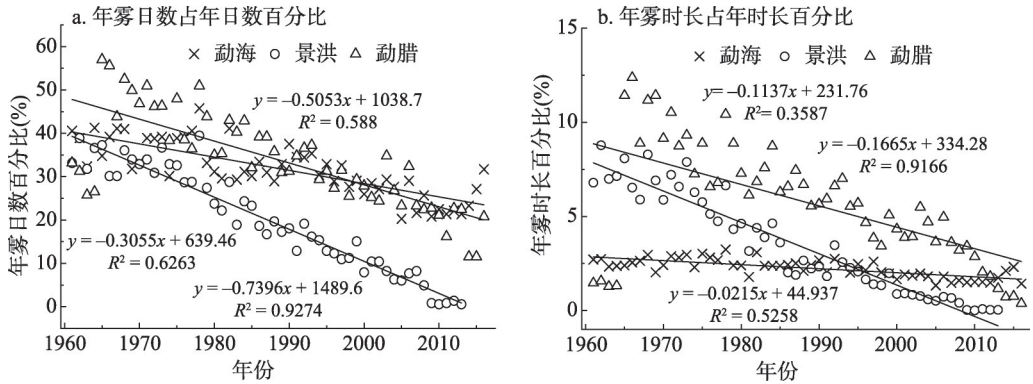 a. 年雾日数占年日数百分比
× 勐海 ○ 景洪 △ 勐腊
年雾日数百分比(%)
60
50
40
30
20
10
0
y = –0.5053x + 1038.7
R² = 0.588
–0.3055x + 639.46
R² = 0.6263
–0.7396x + 1489.6
R² = 0.9274
1960 1970 1980 1990 2000 2010
年份
b. 年雾时长占年时长百分比
× 勐海 ○ 景洪 △ 勐腊
年雾时长百分比(%)
15
10
5
0
y= –0.1137x + 231.76
R² = 0.3587
–0.1665x + 334.28
R² = 0.9166
–0.0215x + 44.937
R² = 0.5258
1960 1970 1980 1990 2000 2010
年份